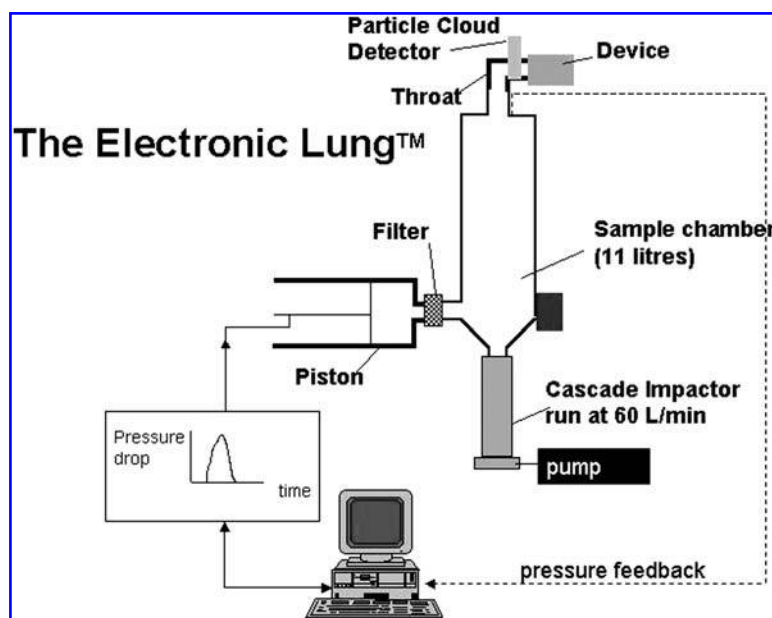 Particle Cloud
Detector
Device
Throat
The Electronic Lung™
Filter
Sample chamber
(11 litres)
Piston
Cascade Impactor
run at 60 L/min
Pressure
drop
time
pump
pressure feedback